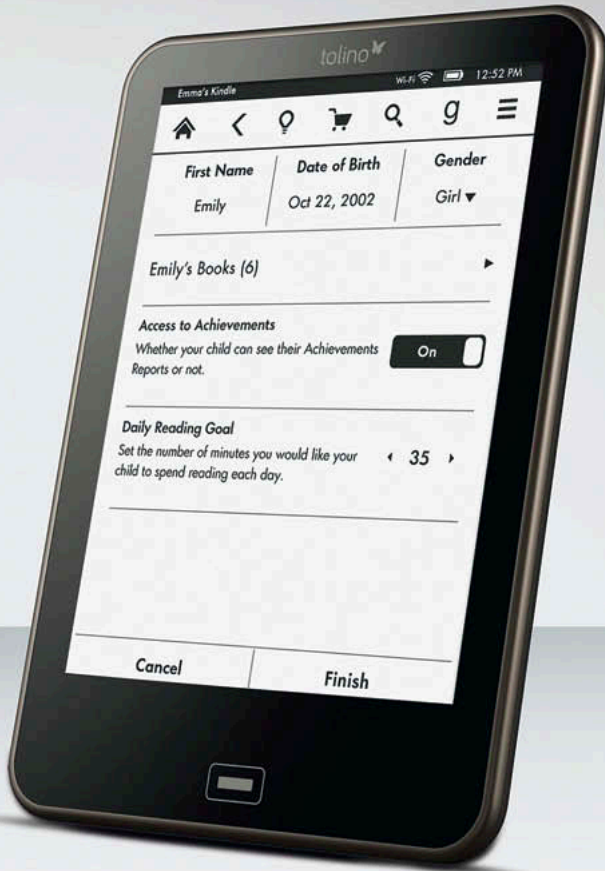 tolino
Emma's Kindle
Wi-Fi 12:52 PM
g
First Name Date of Birth Gender
Emily Oct 22, 2002 Girl
Emily's Books (6)
Access to Achievements
Whether your child can see their Achievements
Reports or not.
On
Daily Reading Goal
Set the number of minutes you would like your
child to spend reading each day.
35
Cancel Finish